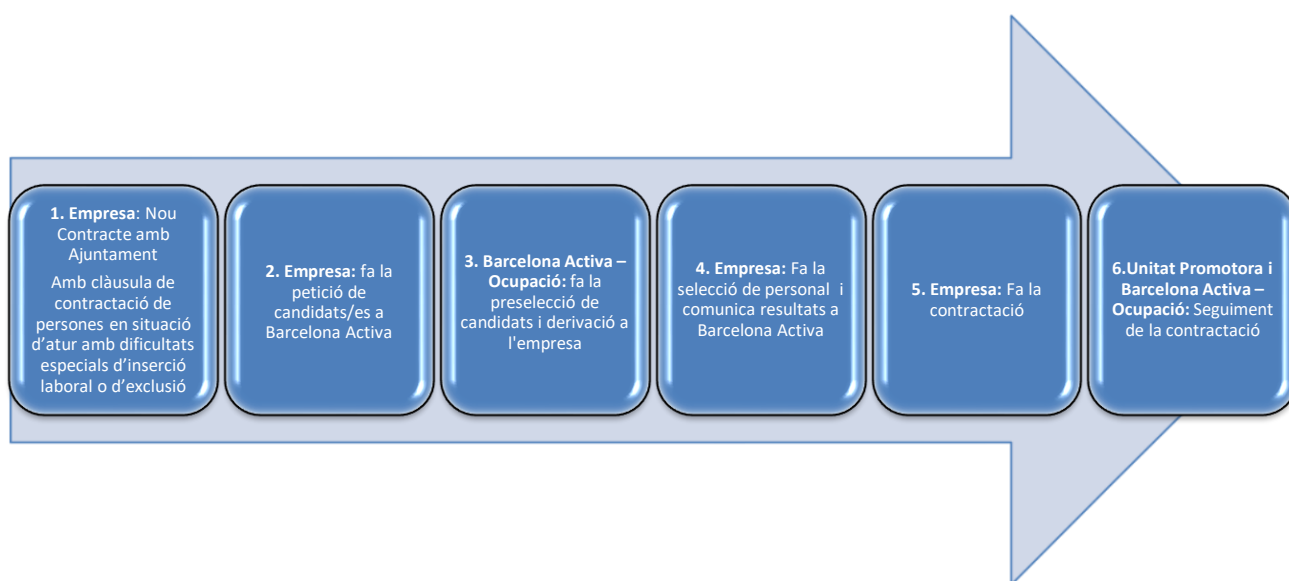 1. Empresa: Nou
Contracte amb
Ajuntament
Amb clàusula de
contractació de
persones en situació
d'atur amb dificultats
especials d'inserció
laboral o d'exclusió
2. Empresa: fa la
petició de
candidats/es a
Barcelona Activa
3. Barcelona Activa –
Ocupació: fa la
preselecció de
candidats i derivació a
l'empresa
4. Empresa: Fa la
selecció de personal i
comunica resultats a
Barcelona Activa
5. Empresa: Fa la
contractació
6.Unitat Promotora i
Barcelona Activa –
Ocupació: Seguiment
de la contractació